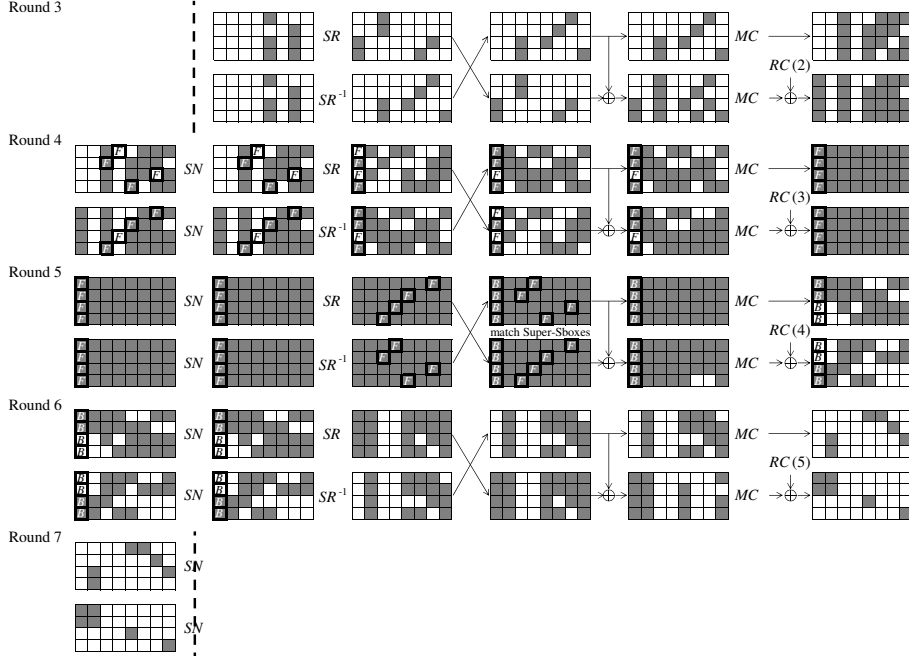 Round 3
SR MC
RC(2)
SR⁻¹ MC
Round 4
F F F F F F
F F F F F F
SN SR MC
F F F F F F
F F F F F F
RC(3)
F F F F F F
F F F F F F
SN SR⁻¹ MC
F F F F F F
F F F F F F
Round 5
F F F B F B B
F F F B F B B
SN SR MC
F F F B F B B
F F F B F B B
match Super-Sboxes
RC(4)
F F F B F B B
F F F B F B B
SN SR⁻¹ MC
F F F B F B B
F F F B F B B
Round 6
B B
B B
SN SR MC
B B
B B
RC(5)
B B
B B
SN SR⁻¹ MC
B B
B B
Round 7
SN
SN